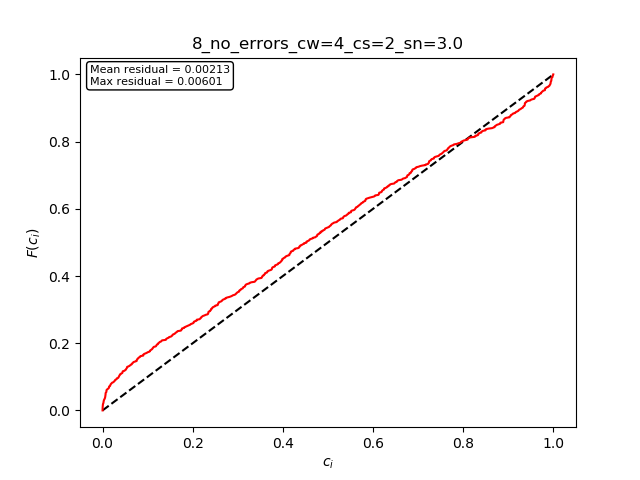 8_no_errors_cw=4_cs=2_sn=3.0
Mean residual = 0.00213
Max residual = 0.00601
1.0
0.8
0.6
0.4
0.2
0.0
F(c_i)
0.0 0.2 0.4 0.6 0.8 1.0
c_i